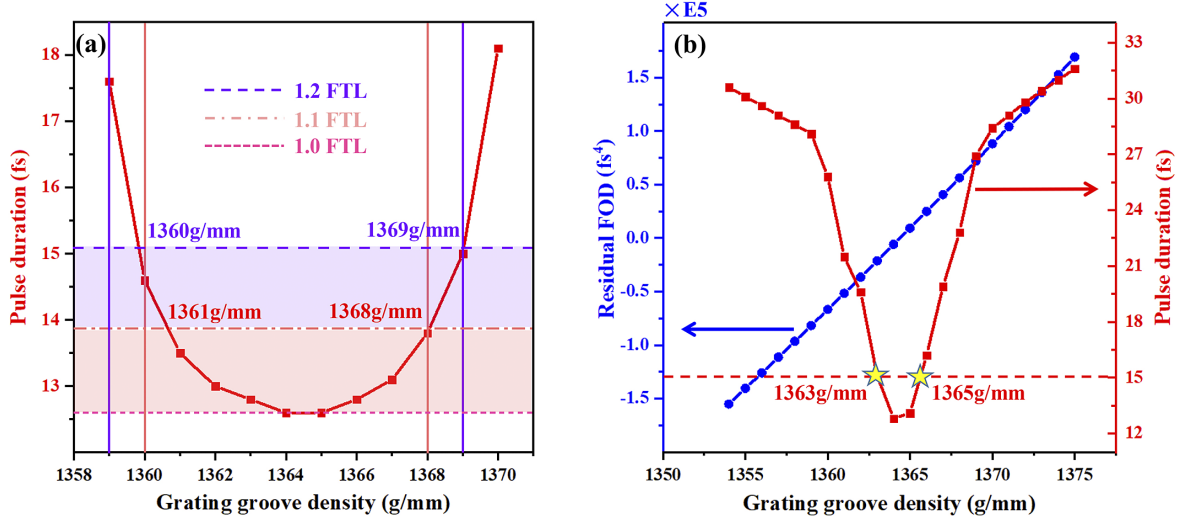 (a)
18
17
16
15
14
13
Pulse duration (fs)
1.2 FTL
1.1 FTL
1.0 FTL
1360g/mm
1369g/mm
1361g/mm
1368g/mm
1358
1360
1362
1364
1366
1368
1370
Grating groove density (g/mm)
×E5
(b)
1.5
1.0
0.5
0.0
-0.5
-1.0
-1.5
Residual FOD (fs⁴)
33
30
27
24
21
18
15
12
Pulse duration (fs)
1363g/mm
1365g/mm
1350
1355
1360
1365
1370
1375
Grating groove density (g/mm)